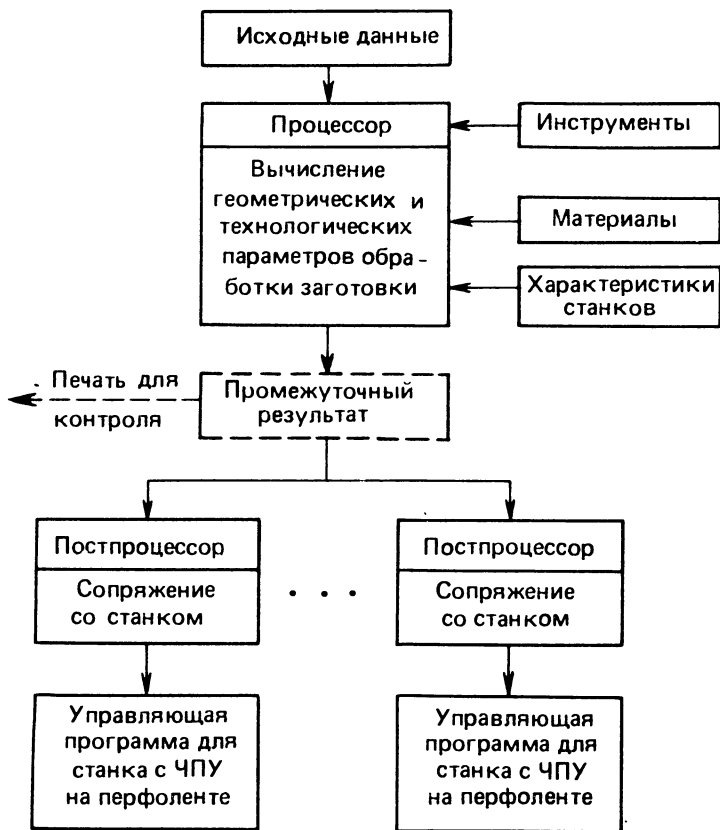 Исходные данные
Процессор
Инструменты
Вычисление
геометрических и
технологических
параметров обра-
ботки заготовки
Материалы
Характеристики
станков
Печать для
контроля
Промежуточный
результат
Постпроцессор
Сопряжение
со станком
. . .
Постпроцессор
Сопряжение
со станком
Управляющая
программа для
станка с ЧПУ
на перфоленте
Управляющая
программа для
станка с ЧПУ
на перфоленте